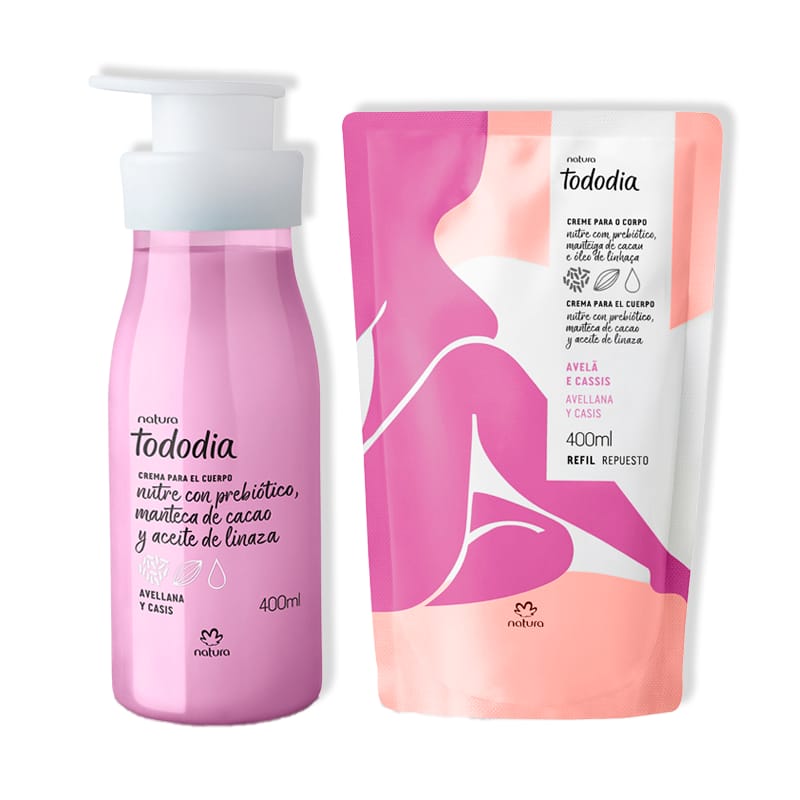 natura
tododia
CREMA PARA EL CUERPO
nutre con prebiótico,
manteca de cacao
y aceite de linaza
AVELLANA
Y CASIS
400ml
natura
natura
tododia
CREME PARA O CORPO
nutre com prebiótico,
manteiga de cacau
e óleo de linhaça
CREMA PARA EL CUERPO
nutre con prebiótico,
manteca de cacao
y aceite de linaza
AVELÃ
E CASSIS
AVELLANA
Y CASIS
400ml
REFIL REPUESTO
natura